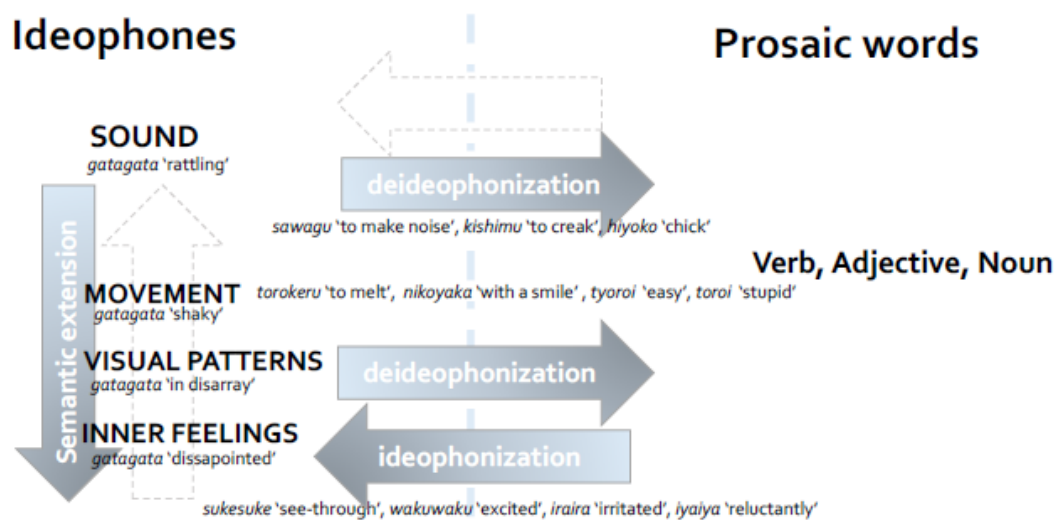 Ideophones
Prosaic words
SOUND
gatagata ‘rattling’
deideophonization
sawagu ‘to make noise’, kishimu ‘to creak’, hiyoko ‘chick’
Verb, Adjective, Noun
Semantic extension
MOVEMENT
gatagata ‘shaky’
torokeru ‘to melt’, nikoyaka ‘with a smile’ , tyoroi ‘easy’, toroi ‘stupid’
VISUAL PATTERNS
gatagata ‘in disarray’
deideophonization
INNER FEELINGS
gatagata ‘dissapointed’
ideophonization
sukesuke ‘see-through’, wakuwaku ‘excited’, iraira ‘irritated’, iyaiya ‘reluctantly’